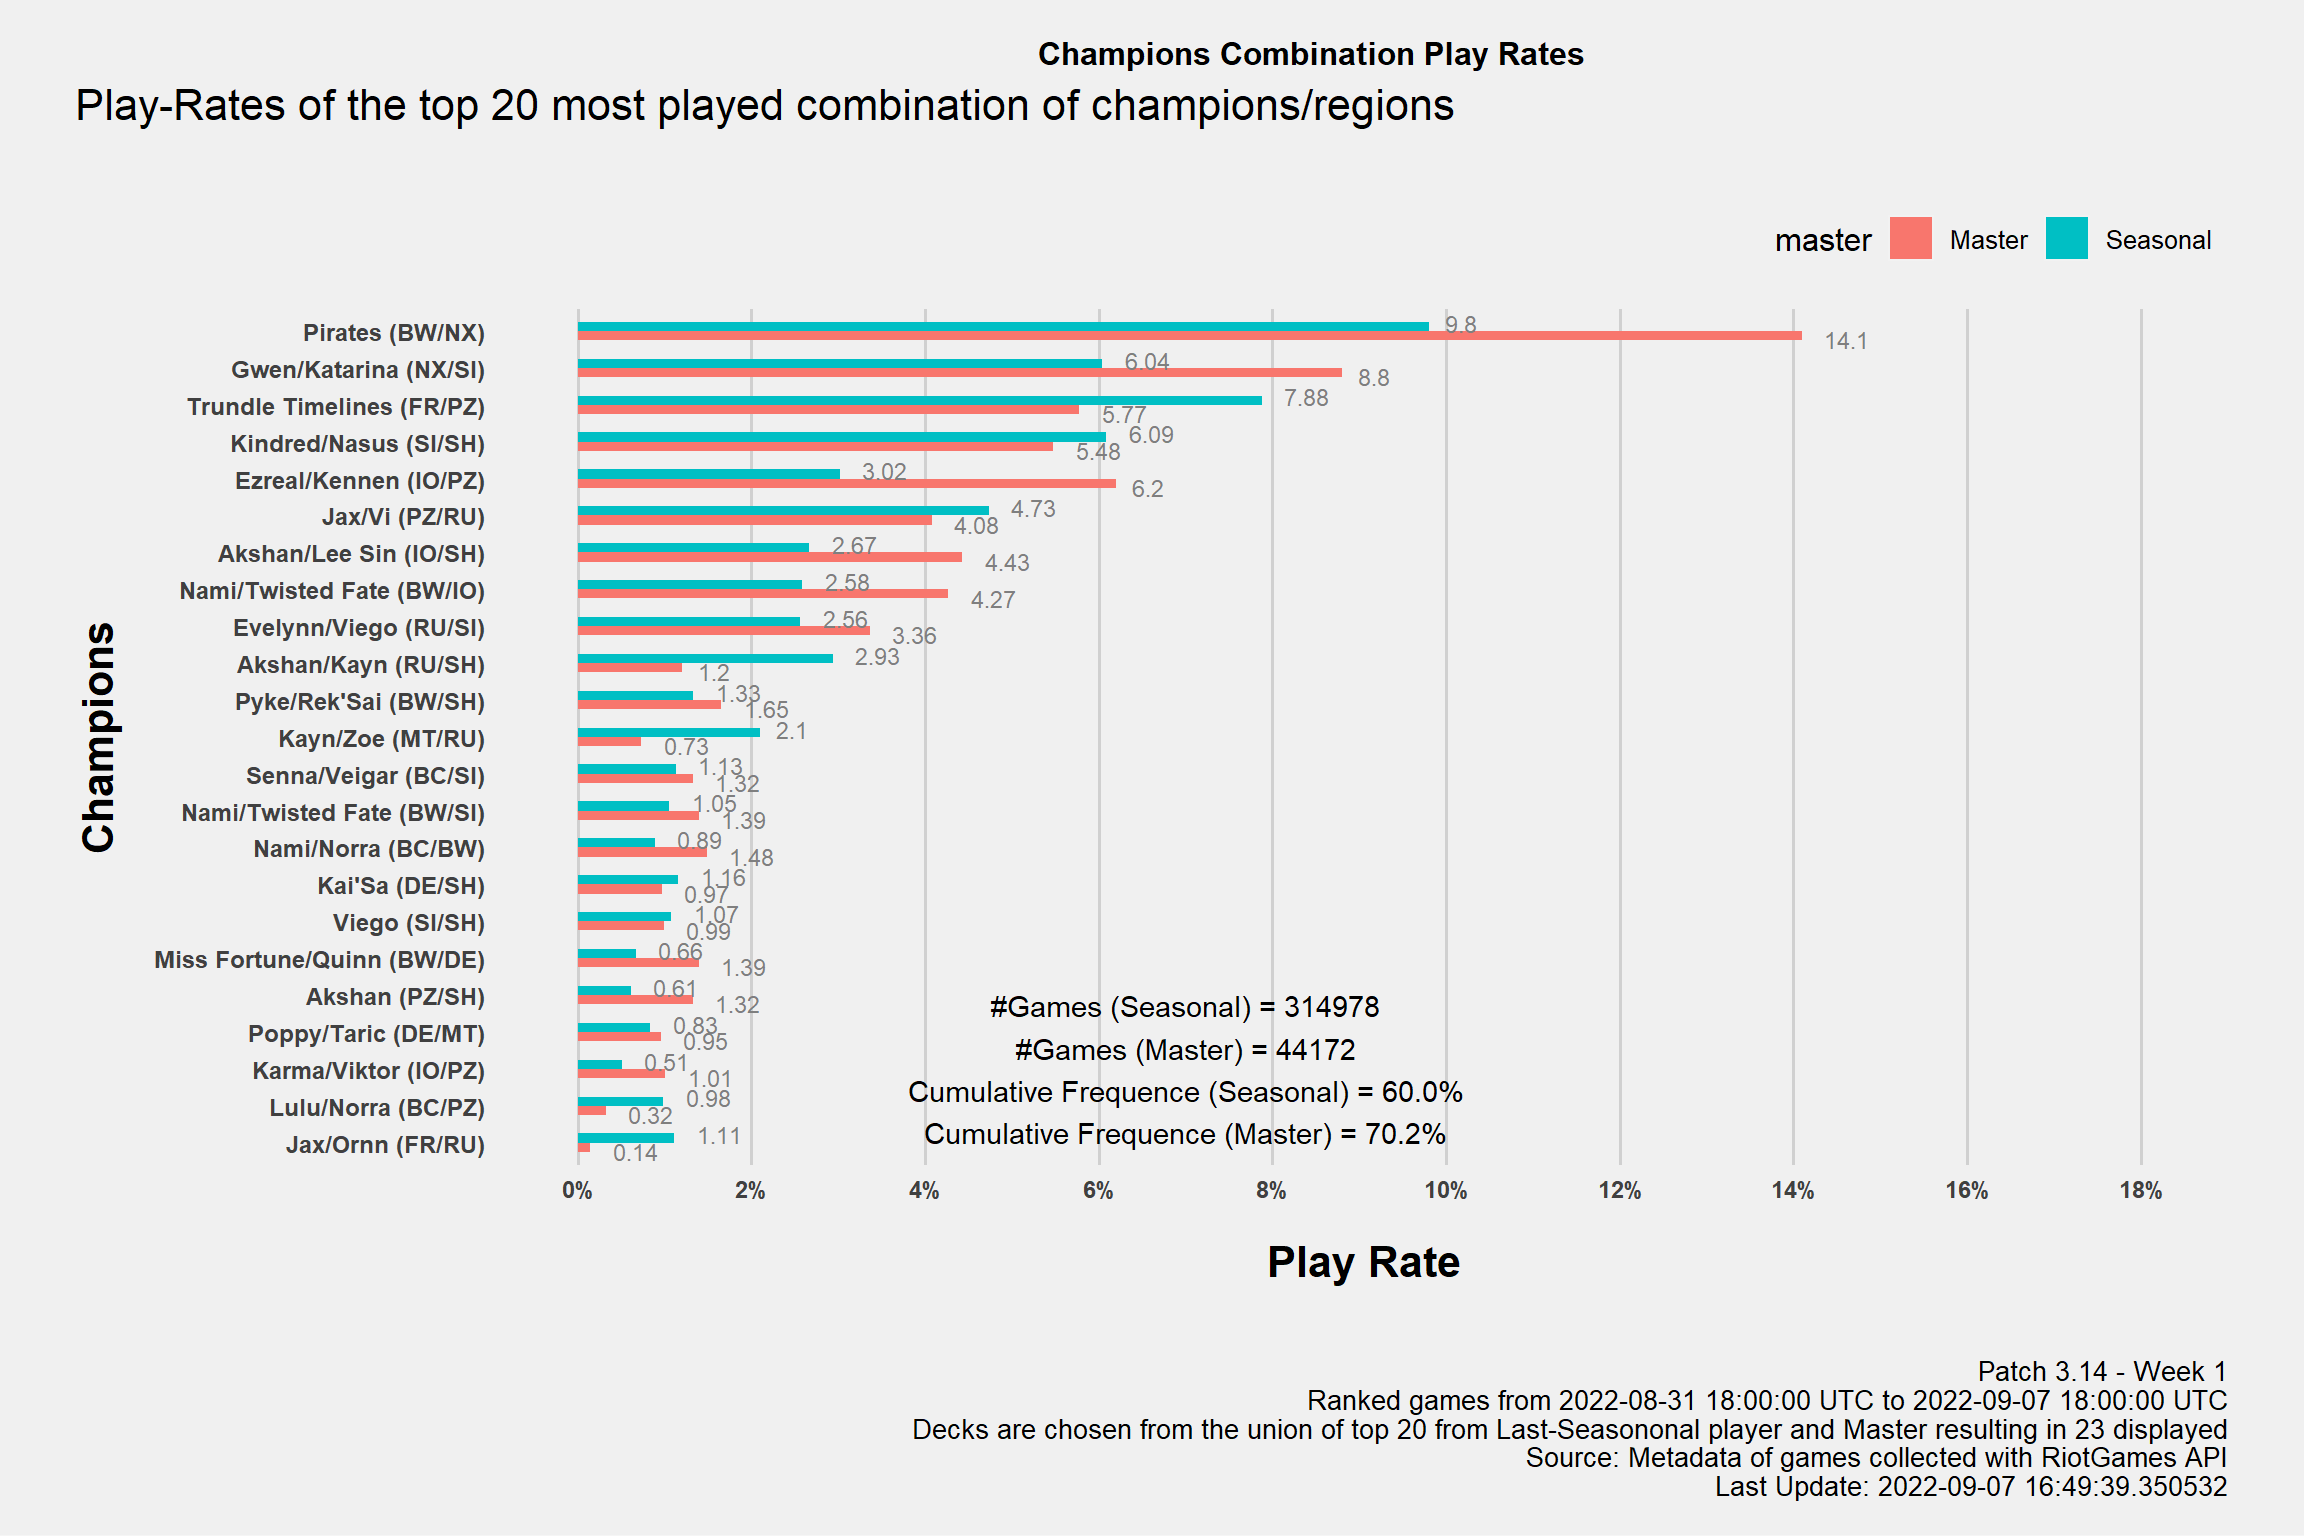 Champions Combination Play Rates
Play-Rates of the top 20 most played combination of champions/regions
master Master Seasonal
Champions
Pirates (BW/NX) 9.8 14.1
Gwen/Katarina (NX/SI) 6.04 8.8
Trundle Timelines (FR/PZ) 7.88 5.77
Kindred/Nasus (SI/SH) 6.09 5.48
Ezreal/Kennen (IO/PZ) 3.02 6.2
Jax/Vi (PZ/RU) 4.73 4.08
Akshan/Lee Sin (IO/SH) 2.67 4.43
Nami/Twisted Fate (BW/IO) 2.58 4.27
Evelynn/Viego (RU/SI) 2.56 3.36
Akshan/Kayn (RU/SH) 2.93 1.2
Pyke/Rek'Sai (BW/SH) 1.33 1.65
Kayn/Zoe (MT/RU) 2.1 0.73
Senna/Veigar (BC/SI) 1.13 1.32
Nami/Twisted Fate (BW/SI) 1.05 1.39
Nami/Norra (BC/BW) 0.89 1.48
Kai'Sa (DE/SH) 1.16 0.97
Viego (SI/SH) 1.07 0.99
Miss Fortune/Quinn (BW/DE) 0.66 1.39
Akshan (PZ/SH) 0.61 1.32
Poppy/Taric (DE/MT) 0.83 0.95
Karma/Viktor (IO/PZ) 0.51 1.01
Lulu/Norra (BC/PZ) 0.98 0.32
Jax/Ornn (FR/RU) 1.11 0.14
#Games (Seasonal) = 314978
#Games (Master) = 44172
Cumulative Frequence (Seasonal) = 60.0%
Cumulative Frequence (Master) = 70.2%
0% 2% 4% 6% 8% 10% 12% 14% 16% 18%
Play Rate
Patch 3.14 - Week 1
Ranked games from 2022-08-31 18:00:00 UTC to 2022-09-07 18:00:00 UTC
Decks are chosen from the union of top 20 from Last-Seasononal player and Master resulting in 23 displayed
Source: Metadata of games collected with RiotGames API
Last Update: 2022-09-07 16:49:39.350532